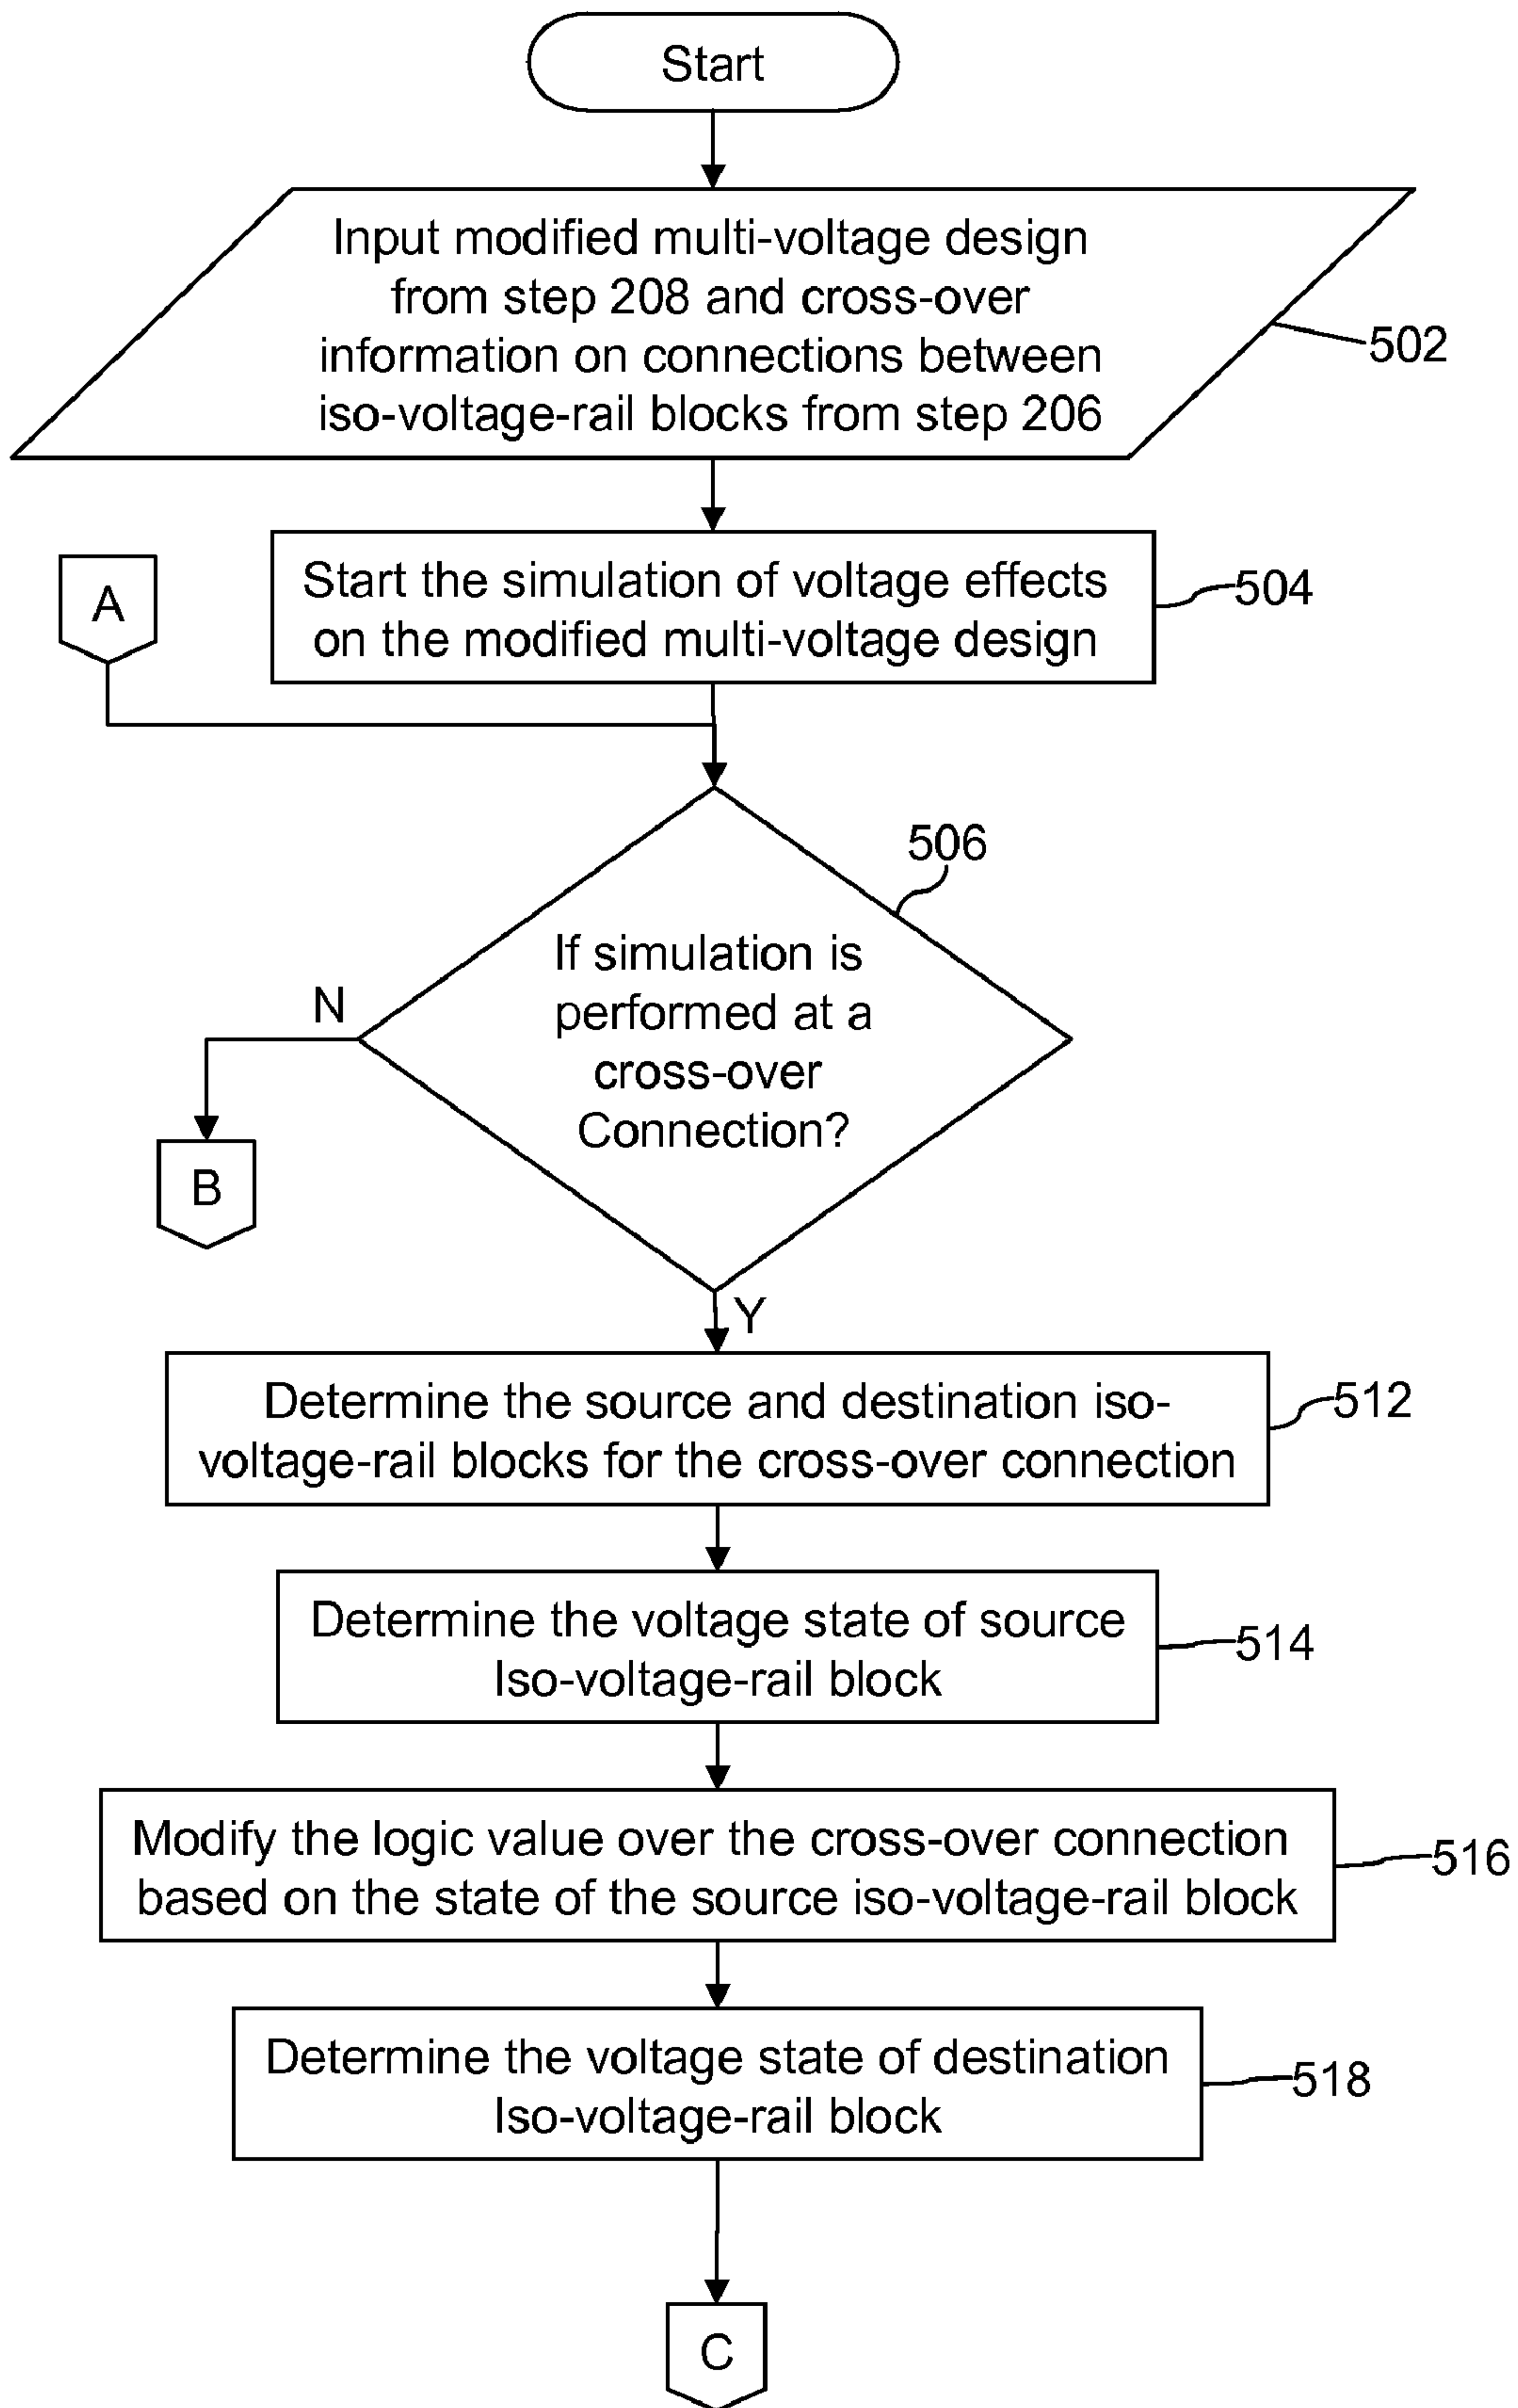 Start
Input modified multi-voltage design
from step 208 and cross-over
information on connections between
iso-voltage-rail blocks from step 206
502
A
Start the simulation of voltage effects
on the modified multi-voltage design
504
506
If simulation is
performed at a
cross-over
Connection?
N
B
Y
Determine the source and destination iso-
voltage-rail blocks for the cross-over connection
512
Determine the voltage state of source
Iso-voltage-rail block
514
Modify the logic value over the cross-over connection
based on the state of the source iso-voltage-rail block
516
Determine the voltage state of destination
Iso-voltage-rail block
518
C